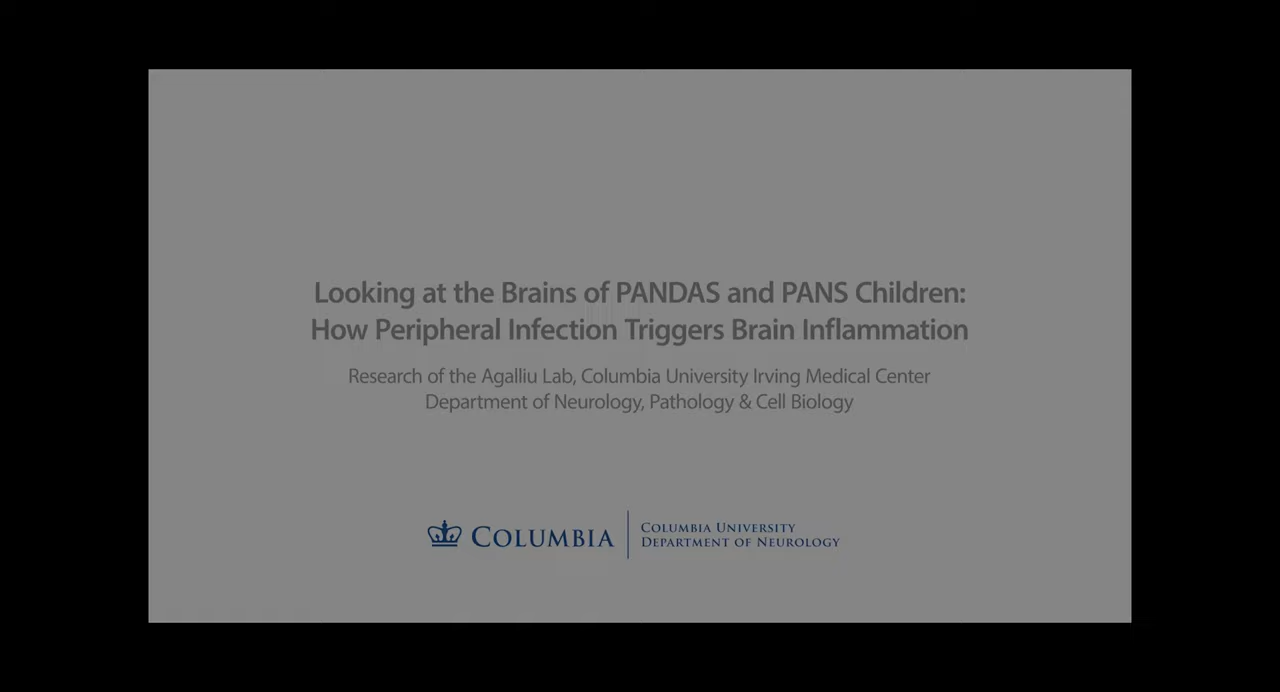 Looking at the Brains of PANDAS and PANS Children:
How Peripheral Infection Triggers Brain Inflammation
Research of the Agalliu Lab, Columbia University Irving Medical Center
Department of Neurology, Pathology & Cell Biology
COLUMBIA
COLUMBIA UNIVERSITY
DEPARTMENT OF NEUROLOGY